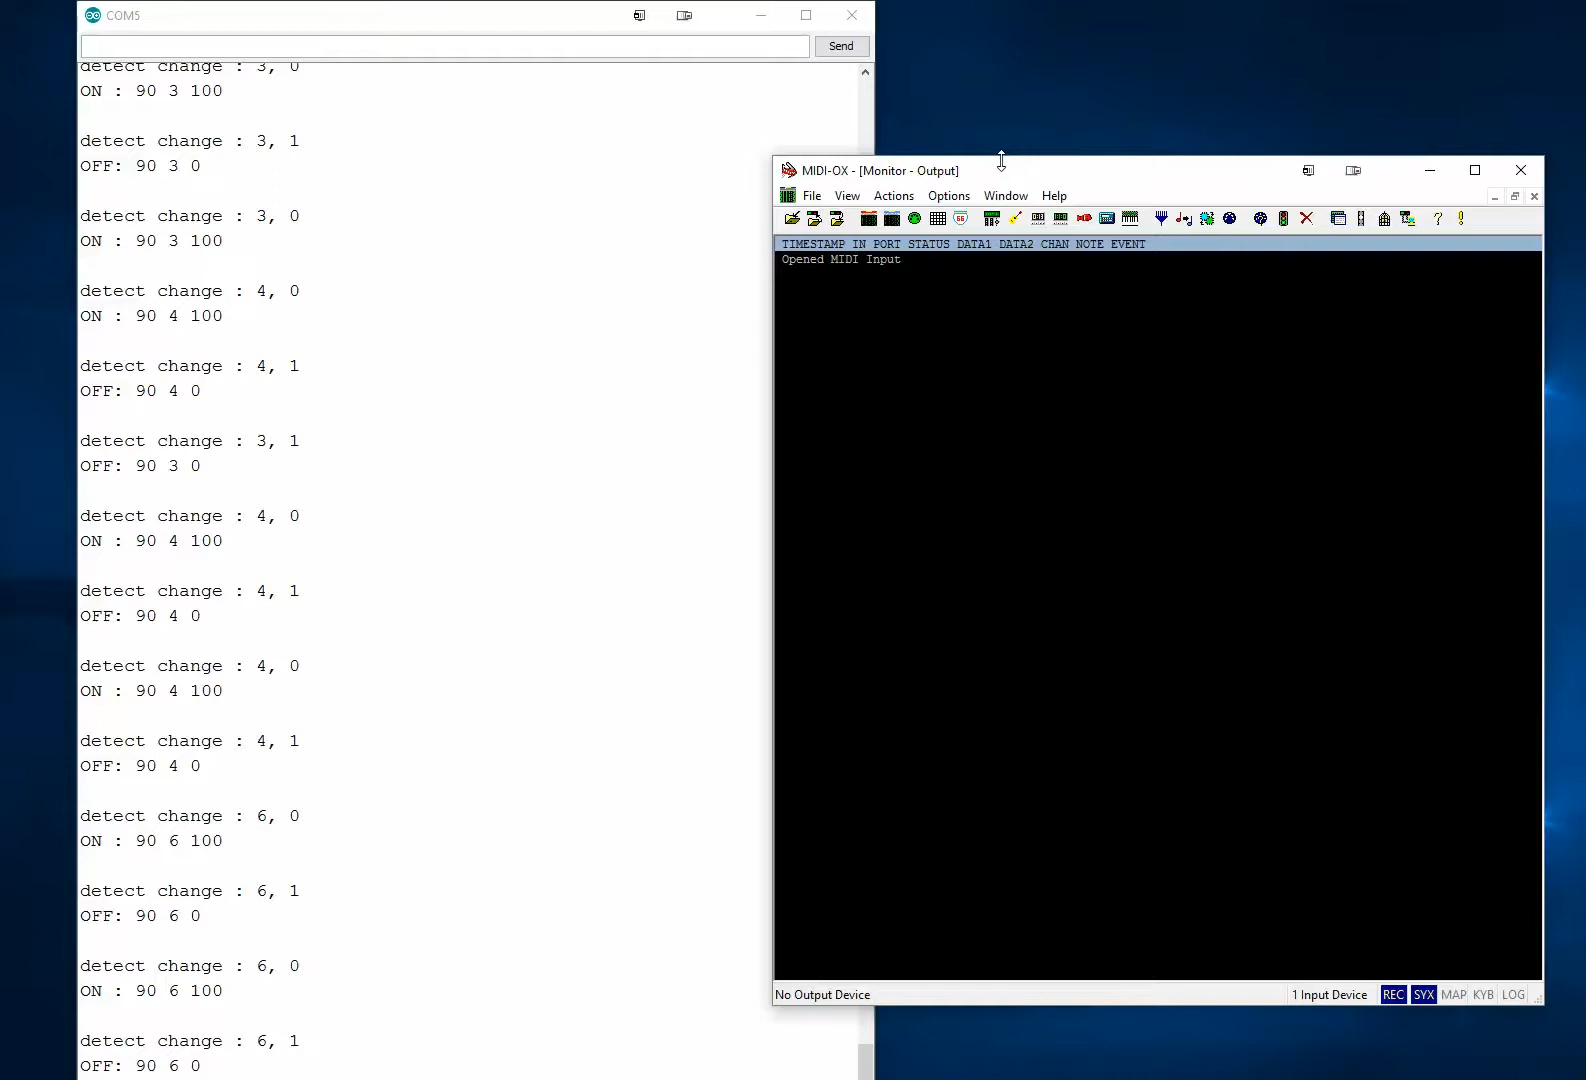 COM5
Send
detect change : 3, 0
ON : 90 3 100
detect change : 3, 1
OFF: 90 3 0
detect change : 3, 0
ON : 90 3 100
detect change : 4, 0
ON : 90 4 100
detect change : 4, 1
OFF: 90 4 0
detect change : 3, 1
OFF: 90 3 0
detect change : 4, 0
ON : 90 4 100
detect change : 4, 1
OFF: 90 4 0
detect change : 4, 0
ON : 90 4 100
detect change : 4, 1
OFF: 90 4 0
detect change : 6, 0
ON : 90 6 100
detect change : 6, 1
OFF: 90 6 0
detect change : 6, 0
ON : 90 6 100
detect change : 6, 1
OFF: 90 6 0
MIDI-OX - [Monitor - Output]
File View Actions Options Window Help
TIMESTAMP IN PORT STATUS DATA1 DATA2 CHAN NOTE EVENT
Opened MIDI Input
No Output Device 1 Input Device REC SYX MAP KYB LOG